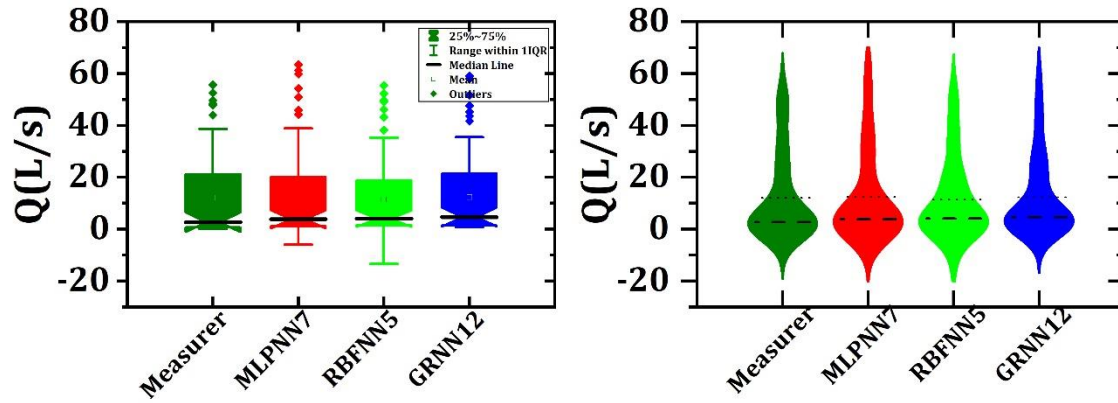 80
60
40
20
0
-20
Q(L/s)
25%~75%
Range within 1IQR
Median Line
Mean
Outliers
Measurer
MLPNN7
RBFNN5
GRNN12
80
60
40
20
0
-20
Q(L/s)
Measurer
MLPNN7
RBFNN5
GRNN12